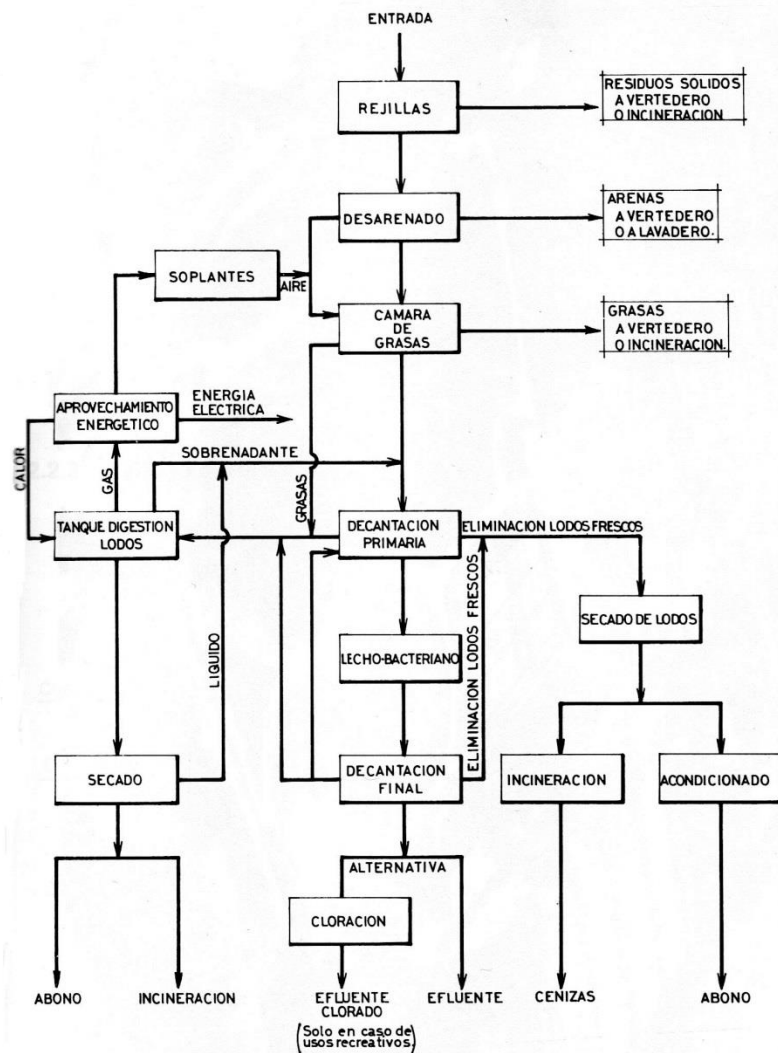 ENTRADA
REJILLAS
RESIDUOS SOLIDOS
A VERTEDERO
O INCINERACION
DESARENADO
ARENAS
A VERTEDERO
O A LAVADERO.
SOPLANTES
AIRE
CAMARA
DE
GRASAS
GRASAS
A VERTEDERO
O INCINERACION.
APROVECHAMIENTO
ENERGETICO
ENERGIA
ELECTRICA
CALOR
GAS
SOBRENADANTE
GRASAS
TANQUE DIGESTION
LODOS
DECANTACION
PRIMARIA
ELIMINACION LODOS FRESCOS
SECADO DE LODOS
LIQUIDO
LECHO-BACTERIANO
ELIMINACION LODOS FRESCOS
SECADO
DECANTACION
FINAL
INCINERACION
ACONDICIONADO
ALTERNATIVA
CLORACION
ABONO
INCINERACION
EFLUENTE
CLORADO
(Solo en caso de
usos recreativos.)
EFLUENTE
CENIZAS
ABONO